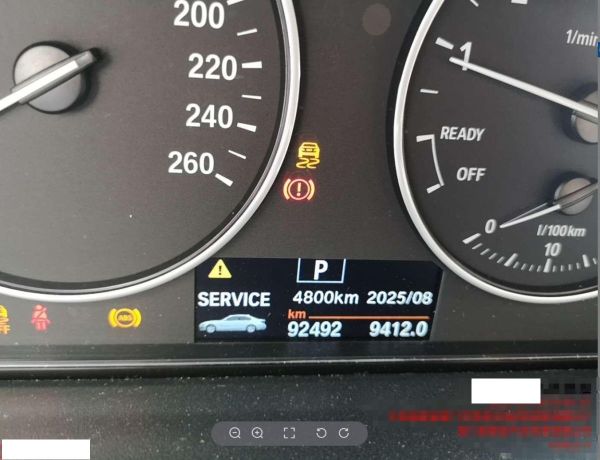 200
220
240
260
1
1/min
READY
OFF
0
l/100km
10
P
SERVICE 4800km 2025/08
km
92492 9412.0
ABS